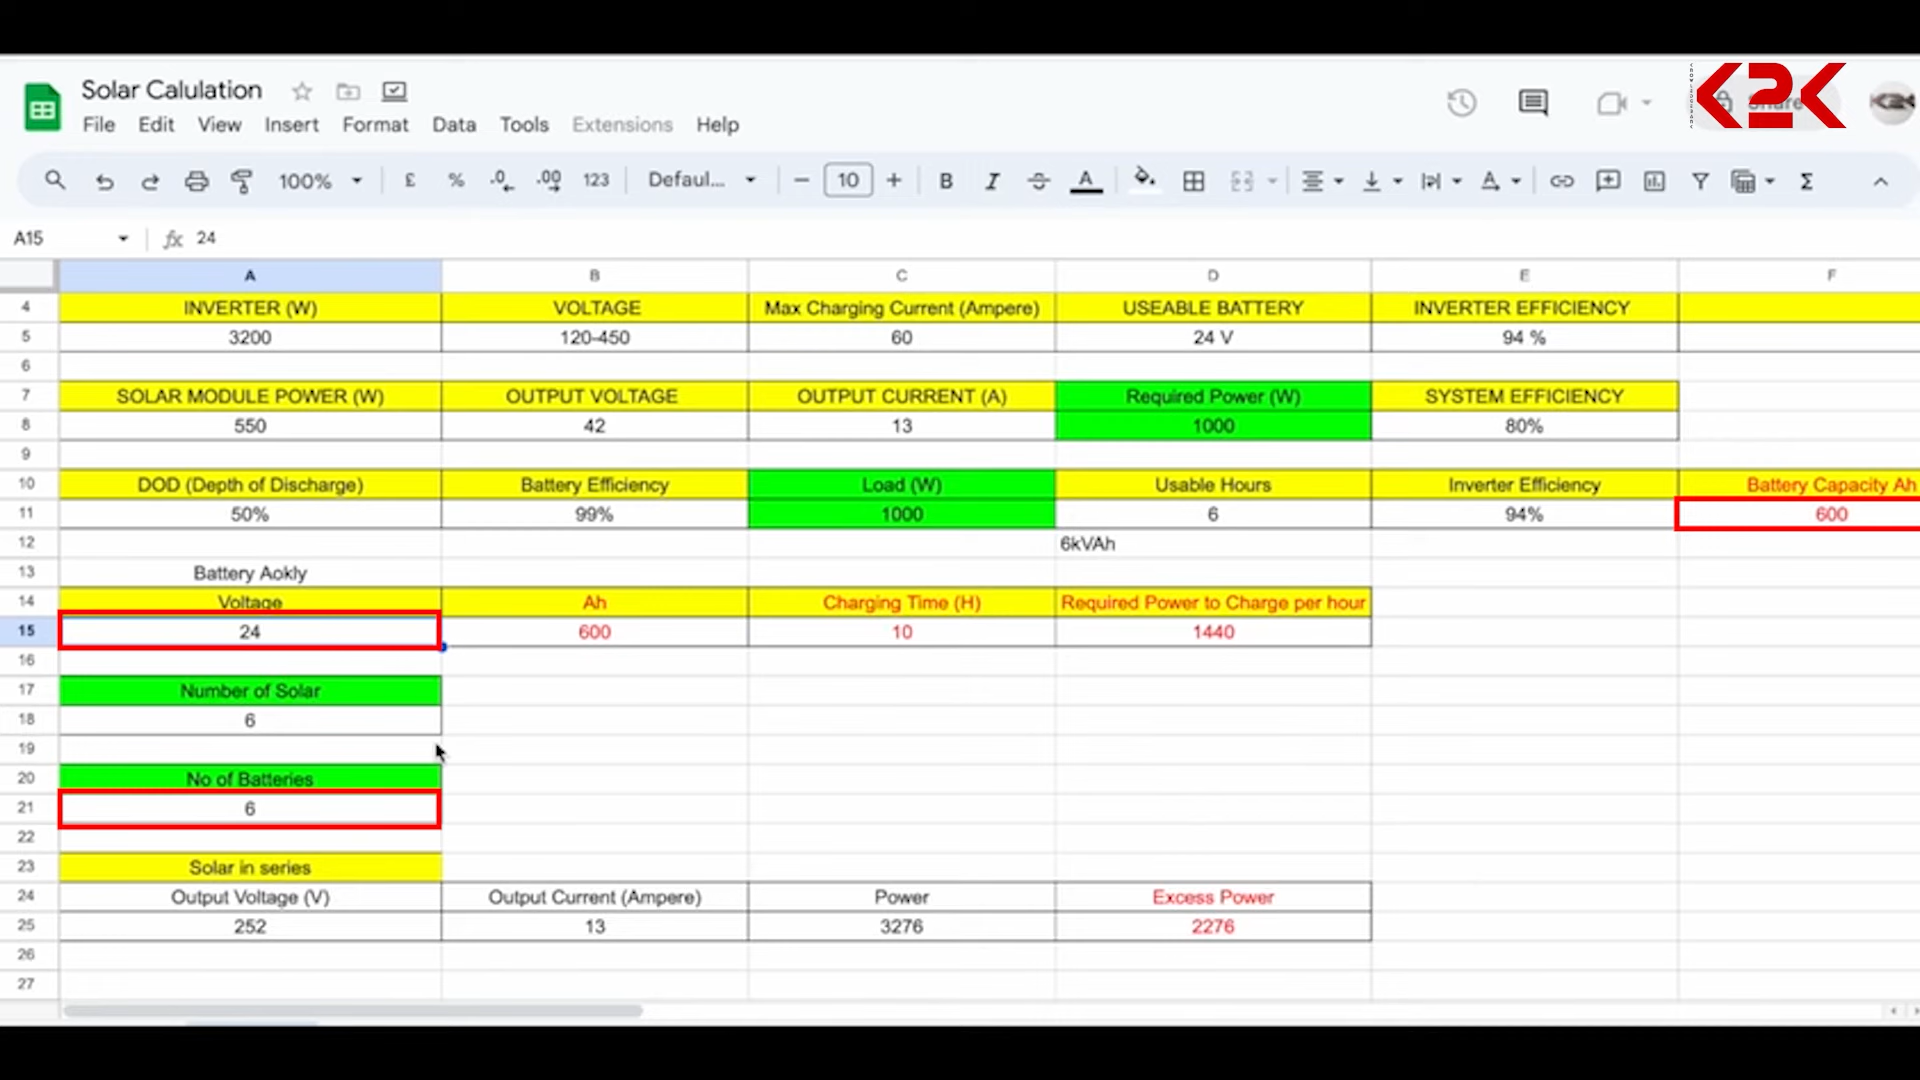 Solar Calulation
K2K
Share
File Edit View Insert Format Data Tools Extensions Help
100% £ % .0 .00 123 Defaul... 10 B I A Σ
A15 fx 24
A B C D E F
4 INVERTER (W) VOLTAGE Max Charging Current (Ampere) USEABLE BATTERY INVERTER EFFICIENCY
5 3200 120-450 60 24 V 94 %
6
7 SOLAR MODULE POWER (W) OUTPUT VOLTAGE OUTPUT CURRENT (A) Required Power (W) SYSTEM EFFICIENCY
8 550 42 13 1000 80%
9
10 DOD (Depth of Discharge) Battery Efficiency Load (W) Usable Hours Inverter Efficiency Battery Capacity Ah
11 50% 99% 1000 6 94% 600
12 6kVAh
13 Battery Aokly
14 Voltage Ah Charging Time (H) Required Power to Charge per hour
15 24 600 10 1440
16
17 Number of Solar
18 6
19
20 No of Batteries
21 6
22
23 Solar in series
24 Output Voltage (V) Output Current (Ampere) Power Excess Power
25 252 13 3276 2276
26
27